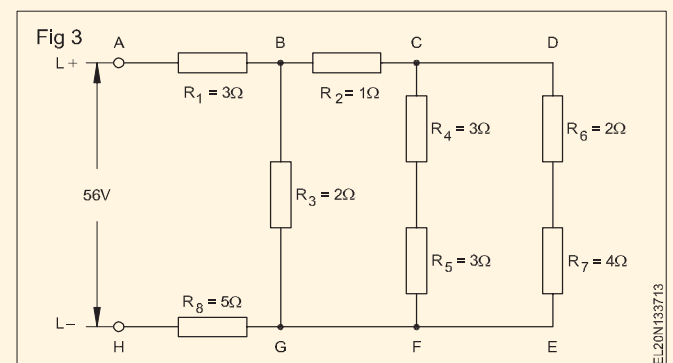 Fig 3
A B C D
L +
R1 = 3Ω R2 = 1Ω
R4 = 3Ω R6 = 2Ω
56V
R3 = 2Ω
R5 = 3Ω R7 = 4Ω
R8 = 5Ω
L–
H G F E
EL20N133713